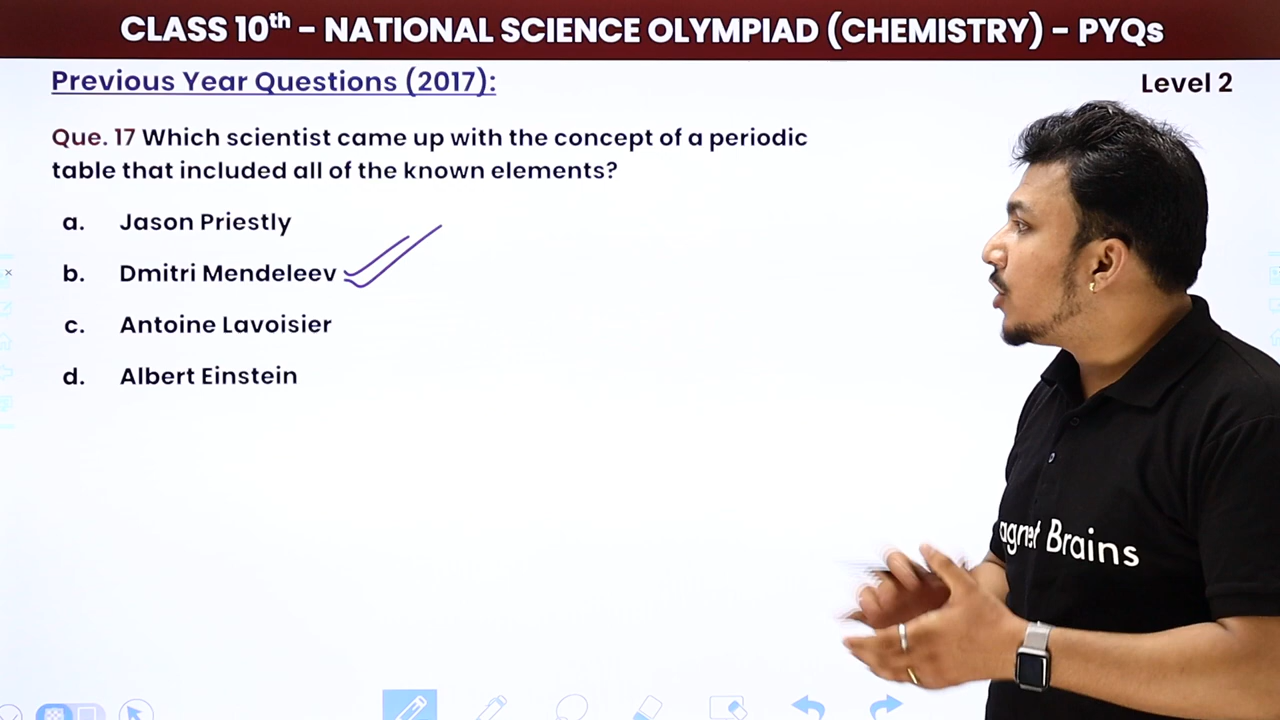 CLASS 10th – NATIONAL SCIENCE OLYMPIAD (CHEMISTRY) – PYQs
Previous Year Questions (2017):
Level 2
Que. 17 Which scientist came up with the concept of a periodic
table that included all of the known elements?
a. Jason Priestly
b. Dmitri Mendeleev
c. Antoine Lavoisier
d. Albert Einstein
agnet Brains